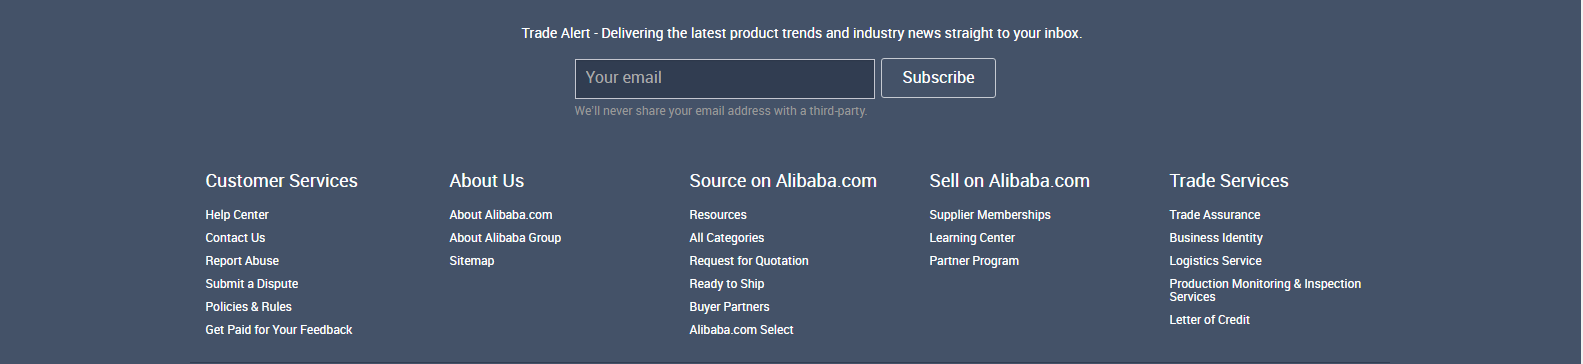 Trade Alert - Delivering the latest product trends and industry news straight to your inbox.
Your email
Subscribe
We'll never share your email address with a third-party.
Customer Services
Help Center
Contact Us
Report Abuse
Submit a Dispute
Policies & Rules
Get Paid for Your Feedback
About Us
About Alibaba.com
About Alibaba Group
Sitemap
Source on Alibaba.com
Resources
All Categories
Request for Quotation
Ready to Ship
Buyer Partners
Alibaba.com Select
Sell on Alibaba.com
Supplier Memberships
Learning Center
Partner Program
Trade Services
Trade Assurance
Business Identity
Logistics Service
Production Monitoring & Inspection
Services
Letter of Credit